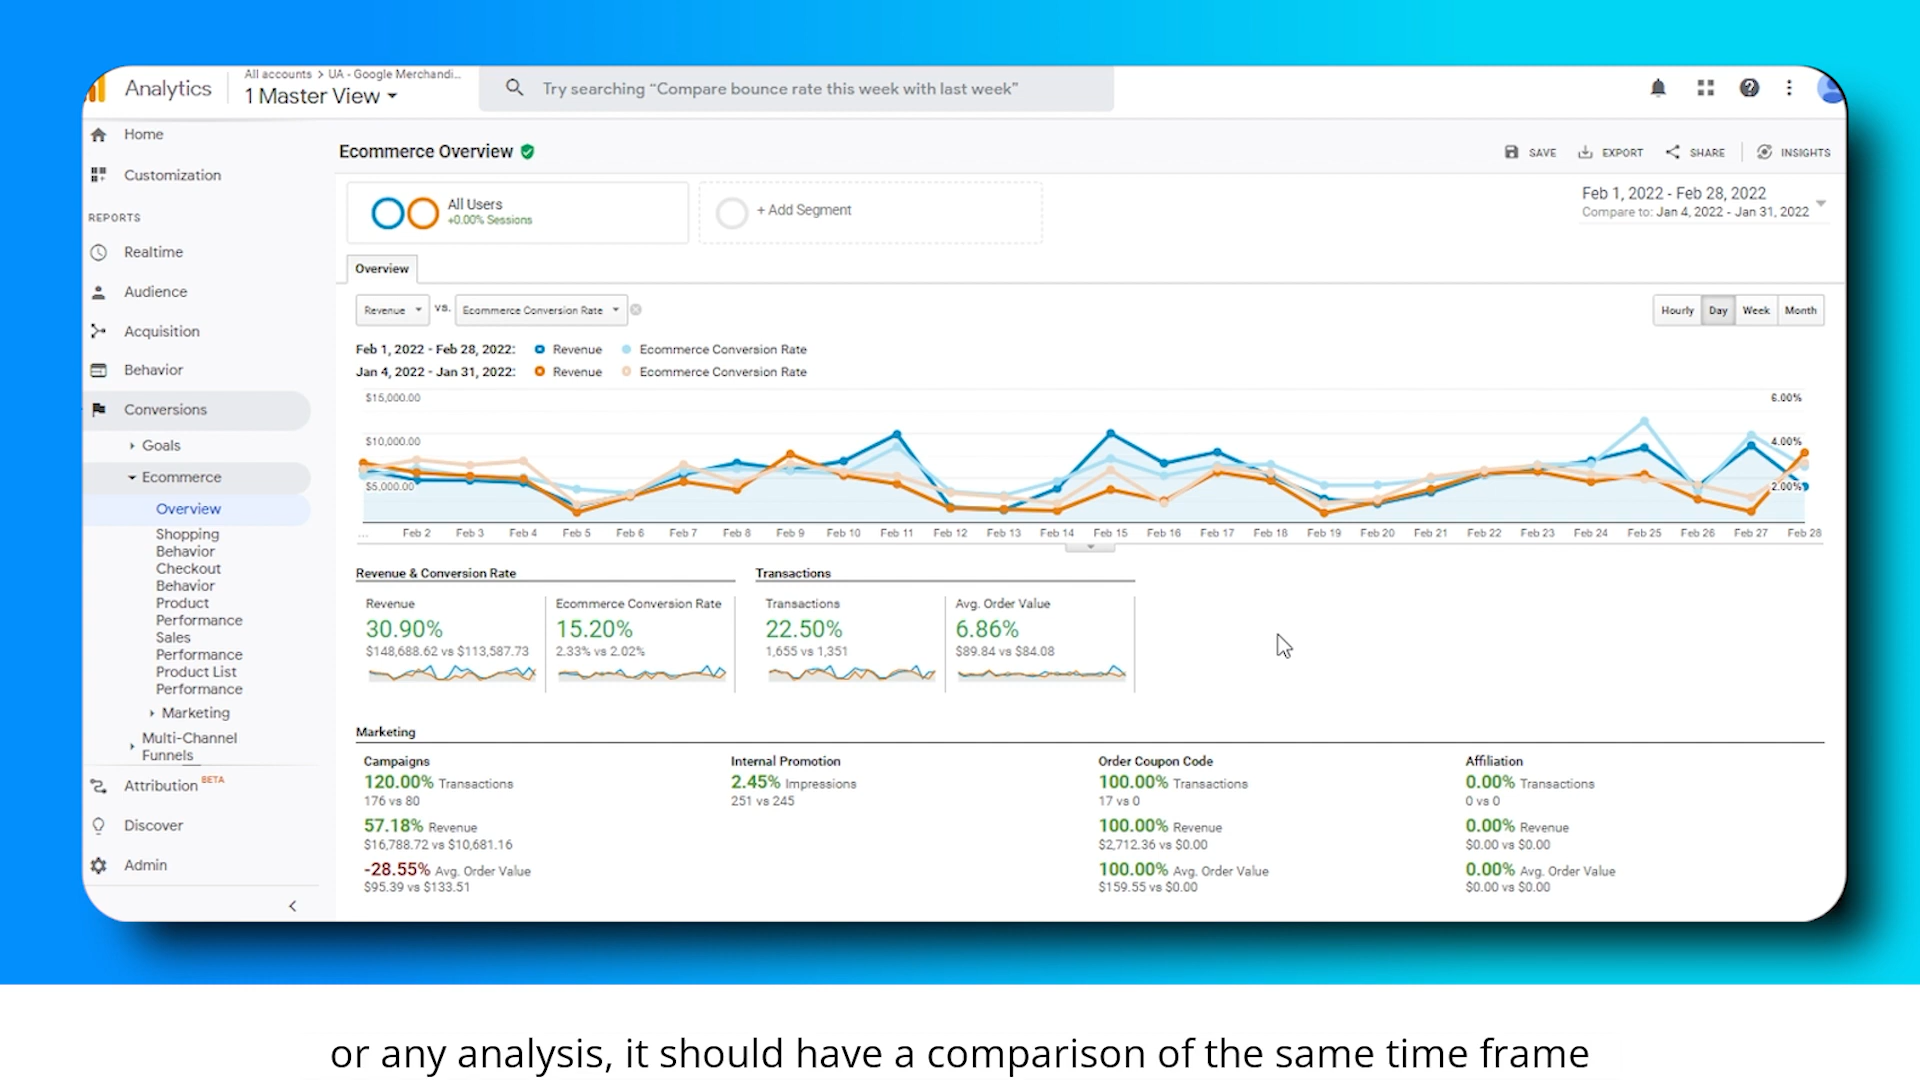 Analytics
All accounts > UA - Google Merchandi...
1 Master View
Try searching “Compare bounce rate this week with last week”
Home
Customization
REPORTS
Realtime
Audience
Acquisition
Behavior
Conversions
Goals
Ecommerce
Overview
Shopping
Behavior
Checkout
Behavior
Product
Performance
Sales
Performance
Product List
Performance
Marketing
Multi-Channel
Funnels
Attribution BETA
Discover
Admin
Ecommerce Overview
SAVE EXPORT SHARE INSIGHTS
All Users
+0.00% Sessions
+ Add Segment
Feb 1, 2022 - Feb 28, 2022
Compare to: Jan 4, 2022 - Jan 31, 2022
Overview
Revenue VS. Ecommerce Conversion Rate
Hourly Day Week Month
Feb 1, 2022 - Feb 28, 2022: Revenue Ecommerce Conversion Rate
Jan 4, 2022 - Jan 31, 2022: Revenue Ecommerce Conversion Rate
$15,000.00 6.00%
$10,000.00 4.00%
$5,000.00 2.00%
... Feb 2 Feb 3 Feb 4 Feb 5 Feb 6 Feb 7 Feb 8 Feb 9 Feb 10 Feb 11 Feb 12 Feb 13 Feb 14 Feb 15 Feb 16 Feb 17 Feb 18 Feb 19 Feb 20 Feb 21 Feb 22 Feb 23 Feb 24 Feb 25 Feb 26 Feb 27 Feb 28
Revenue & Conversion Rate
Revenue
30.90%
$148,688.62 vs $113,587.73
Ecommerce Conversion Rate
15.20%
2.33% vs 2.02%
Transactions
Transactions
22.50%
1,655 vs 1,351
Avg. Order Value
6.86%
$89.84 vs $84.08
Marketing
Campaigns
120.00% Transactions
176 vs 80
57.18% Revenue
$16,788.72 vs $10,681.16
-28.55% Avg. Order Value
$95.39 vs $133.51
Internal Promotion
2.45% Impressions
251 vs 245
Order Coupon Code
100.00% Transactions
17 vs 0
100.00% Revenue
$2,712.36 vs $0.00
100.00% Avg. Order Value
$159.55 vs $0.00
Affiliation
0.00% Transactions
0 vs 0
0.00% Revenue
$0.00 vs $0.00
0.00% Avg. Order Value
$0.00 vs $0.00
or any analysis, it should have a comparison of the same time frame